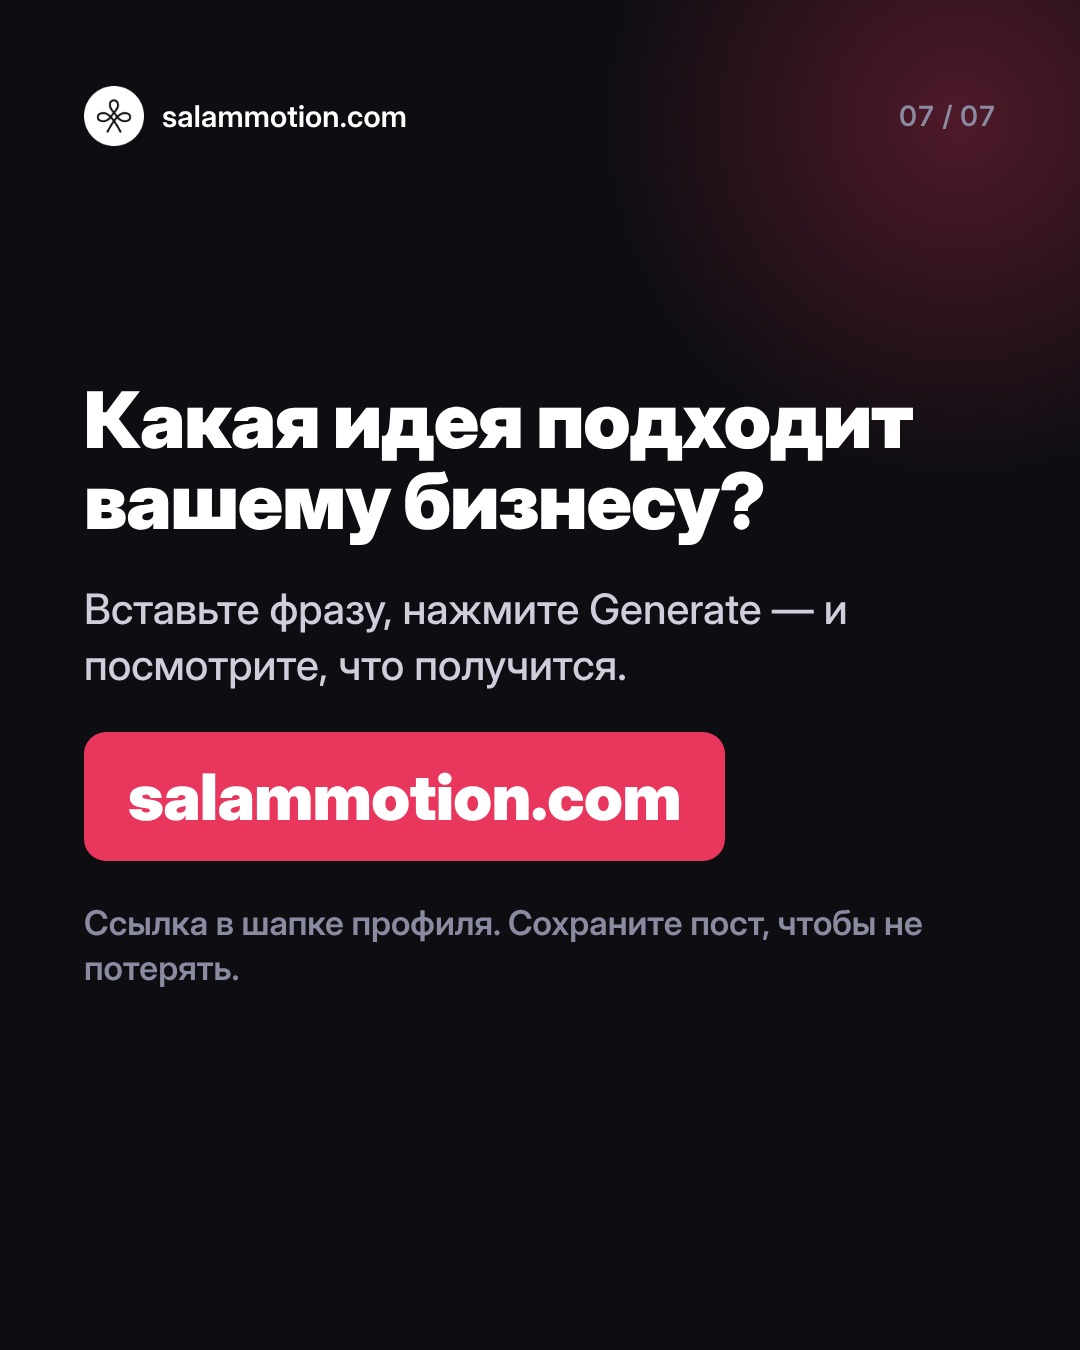 salammotion.com
07 / 07
Какая идея подходит
вашему бизнесу?
Вставьте фразу, нажмите Generate — и
посмотрите, что получится.
salammotion.com
Ссылка в шапке профиля. Сохраните пост, чтобы не
потерять.